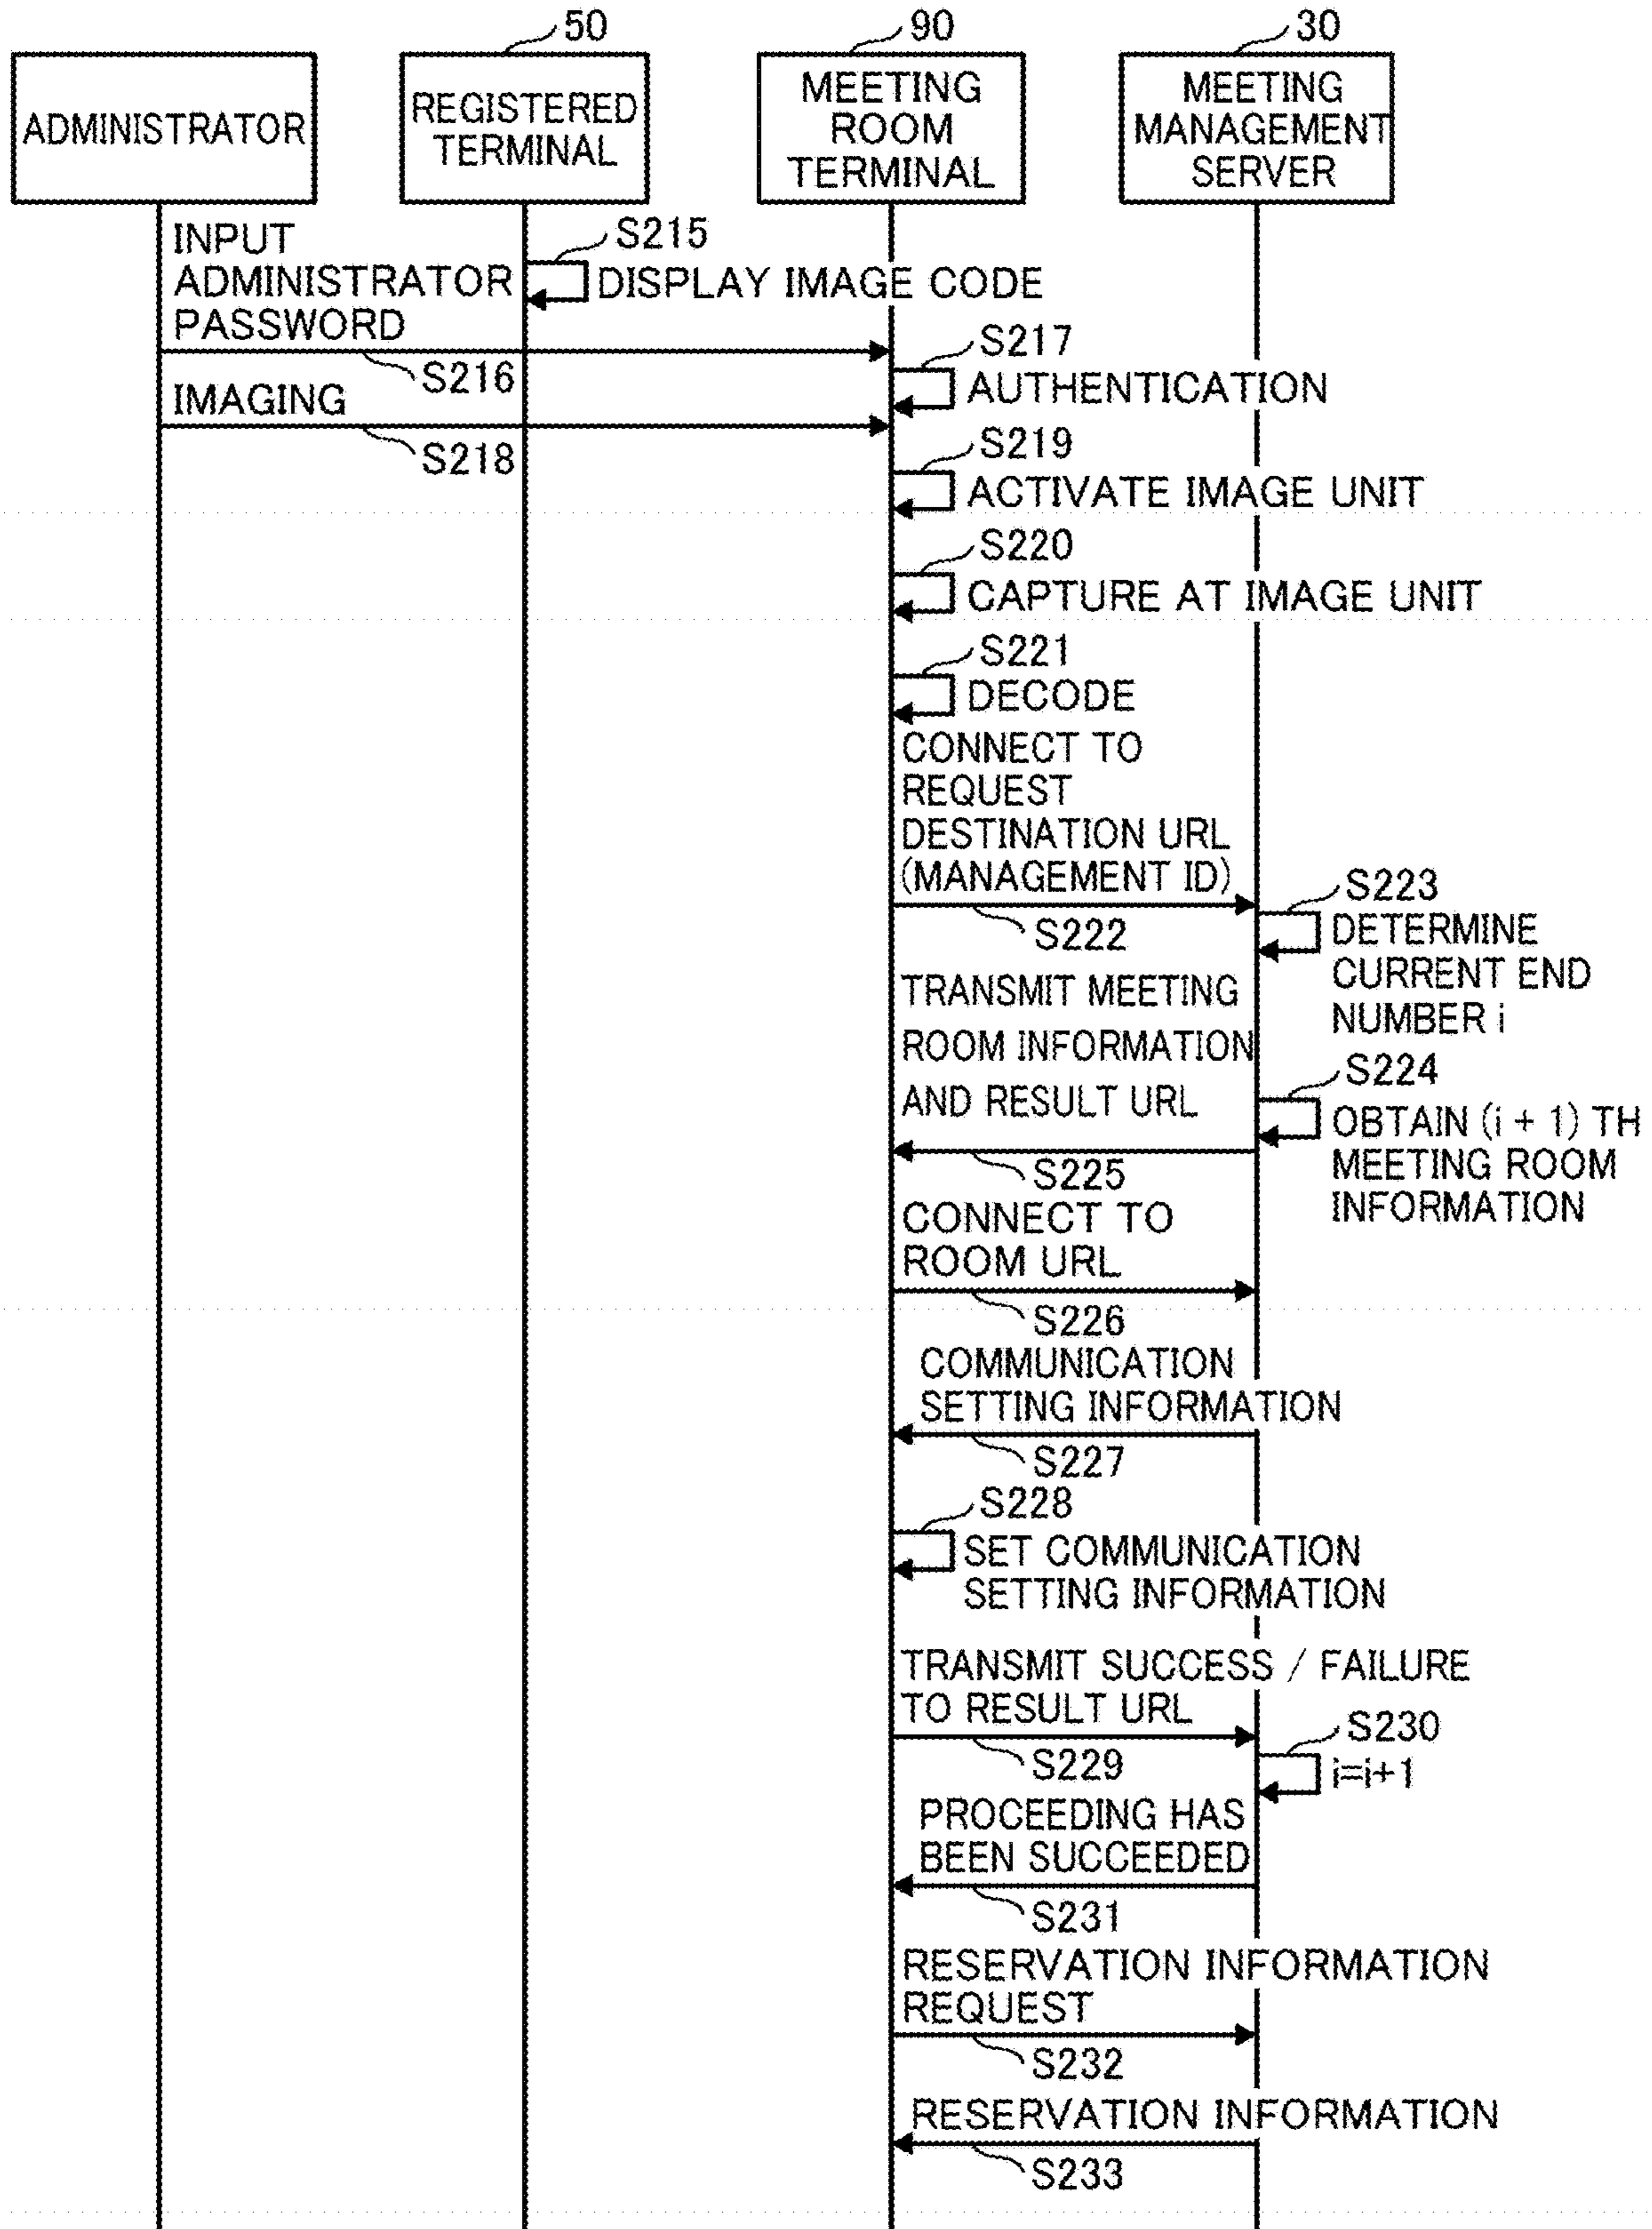 50
90
30
ADMINISTRATOR
REGISTERED
TERMINAL
MEETING
ROOM
TERMINAL
MEETING
MANAGEMENT
SERVER
INPUT
ADMINISTRATOR
PASSWORD
S215
DISPLAY IMAGE CODE
S216
S217
AUTHENTICATION
IMAGING
S218
S219
ACTIVATE IMAGE UNIT
S220
CAPTURE AT IMAGE UNIT
S221
DECODE
CONNECT TO
REQUEST
DESTINATION URL
(MANAGEMENT ID)
S222
S223
DETERMINE
CURRENT END
NUMBER i
TRANSMIT MEETING
ROOM INFORMATION
AND RESULT URL
S224
OBTAIN (i + 1) TH
MEETING ROOM
INFORMATION
S225
CONNECT TO
ROOM URL
S226
COMMUNICATION
SETTING INFORMATION
S227
S228
SET COMMUNICATION
SETTING INFORMATION
TRANSMIT SUCCESS / FAILURE
TO RESULT URL
S229
S230
i=i+1
PROCEEDING HAS
BEEN SUCCEEDED
S231
RESERVATION INFORMATION
REQUEST
S232
RESERVATION INFORMATION
S233